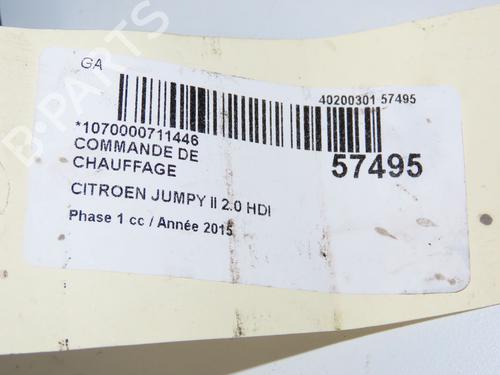 GA
40200301 57495
*1070000711446
COMMANDE DE
CHAUFFAGE
57495
CITROEN JUMPY II 2.0 HDI
Phase 1 cc / Année 2015
B-PARTS